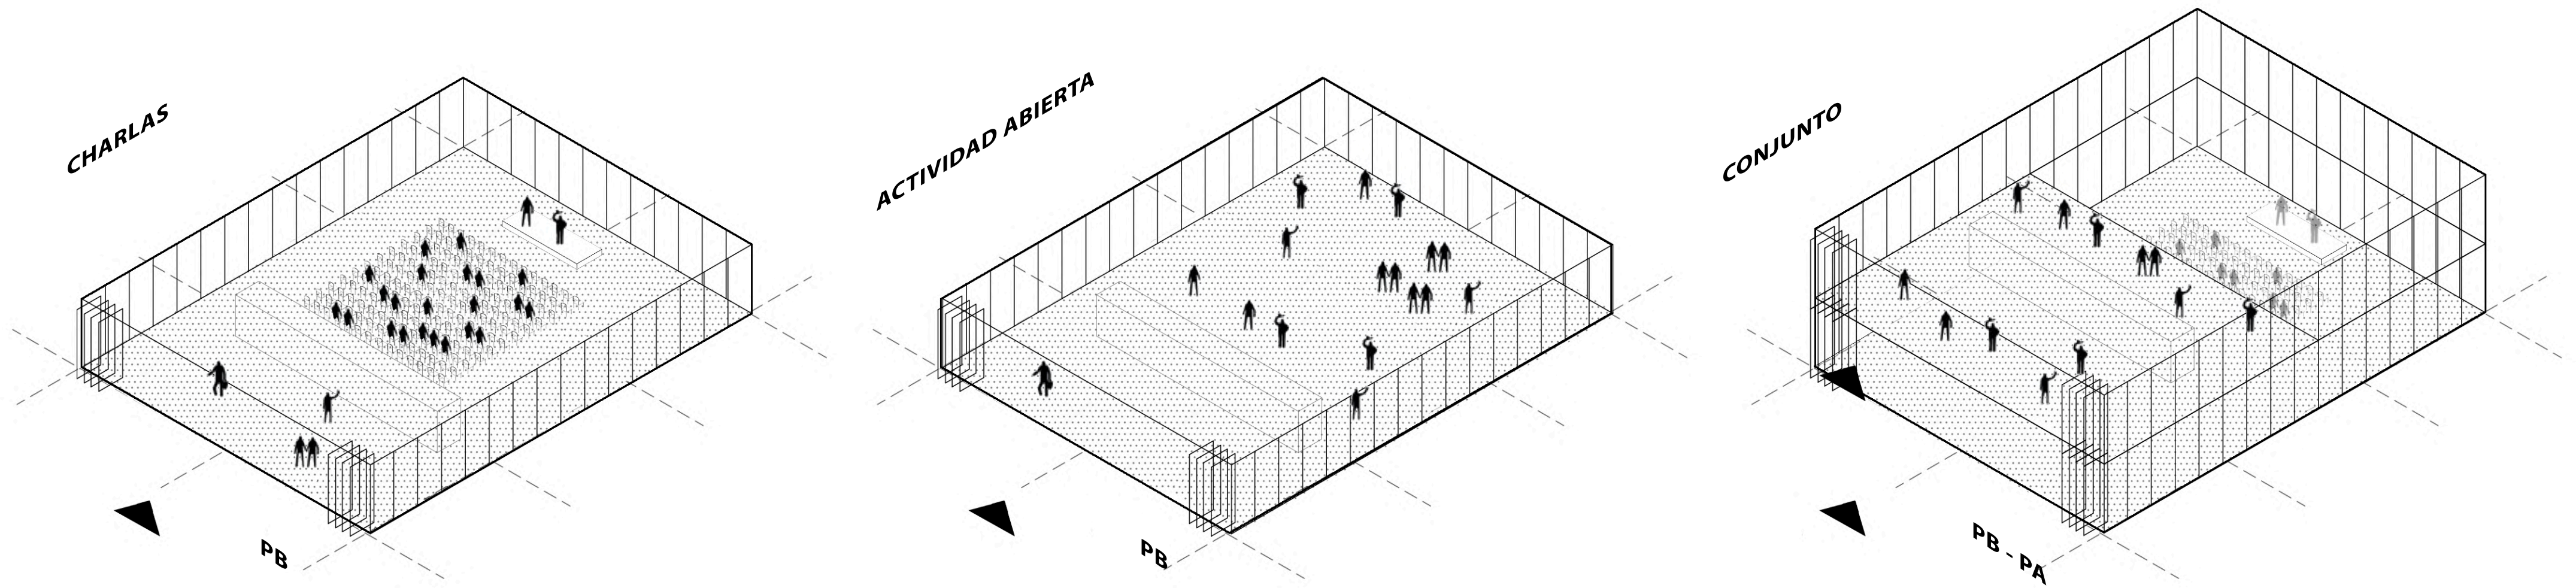 CHARLAS
PB
ACTIVIDAD ABIERTA
PB
CONJUNTO
PB - PA